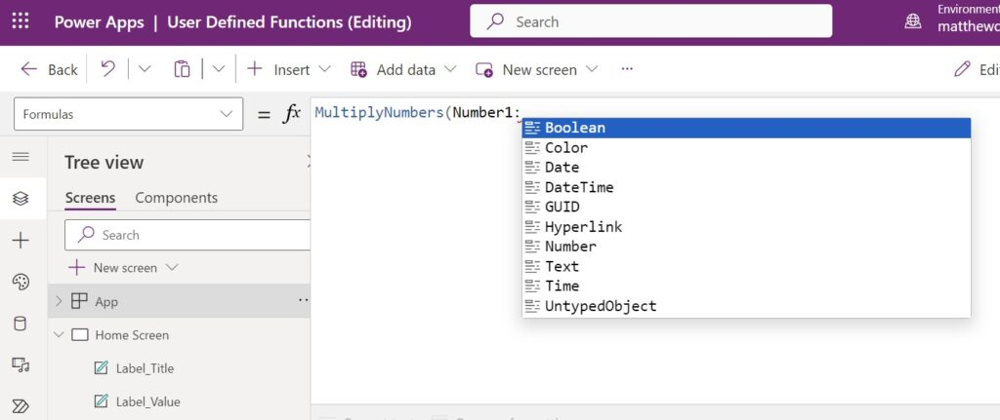 Power Apps | User Defined Functions (Editing)
Search
Environment
matthewc
Back
Insert
Add data
New screen
...
Edi
Formulas
= fx
MultiplyNumbers(Number1:
Boolean
Color
Date
DateTime
GUID
Hyperlink
Number
Text
Time
UntypedObject
Tree view
Screens Components
Search
New screen
App
Home Screen
Label_Title
Label_Value